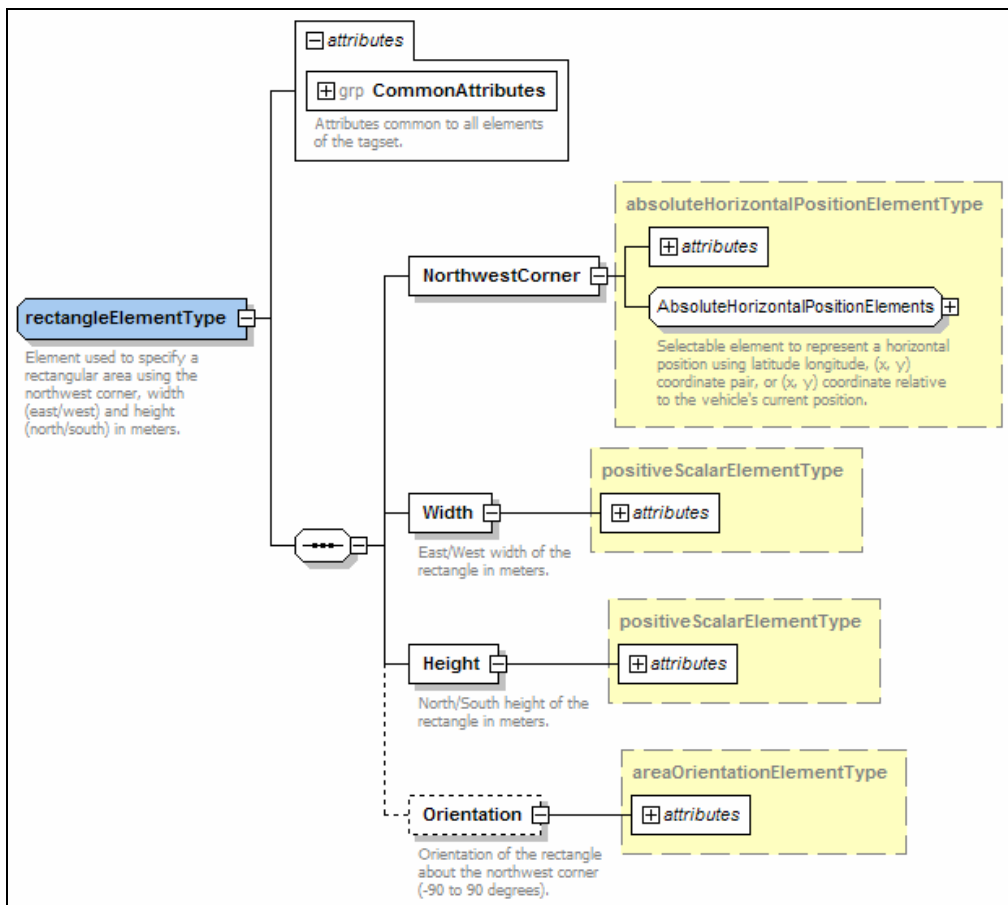 attributes
grp CommonAttributes
Attributes common to all elements
of the tagset.
absoluteHorizontalPositionElementType
attributes
NorthwestCorner
AbsoluteHorizontalPositionElements
Selectable element to represent a horizontal
position using latitude longitude, (x, y)
coordinate pair, or (x, y) coordinate relative
to the vehicle's current position.
rectangleElementType
Element used to specify a
rectangular area using the
northwest corner, width
(east/west) and height
(north/south) in meters.
positiveScalarElementType
Width
attributes
East/West width of the
rectangle in meters.
positiveScalarElementType
Height
attributes
North/South height of the
rectangle in meters.
areaOrientationElementType
Orientation
attributes
Orientation of the rectangle
about the northwest corner
(-90 to 90 degrees).